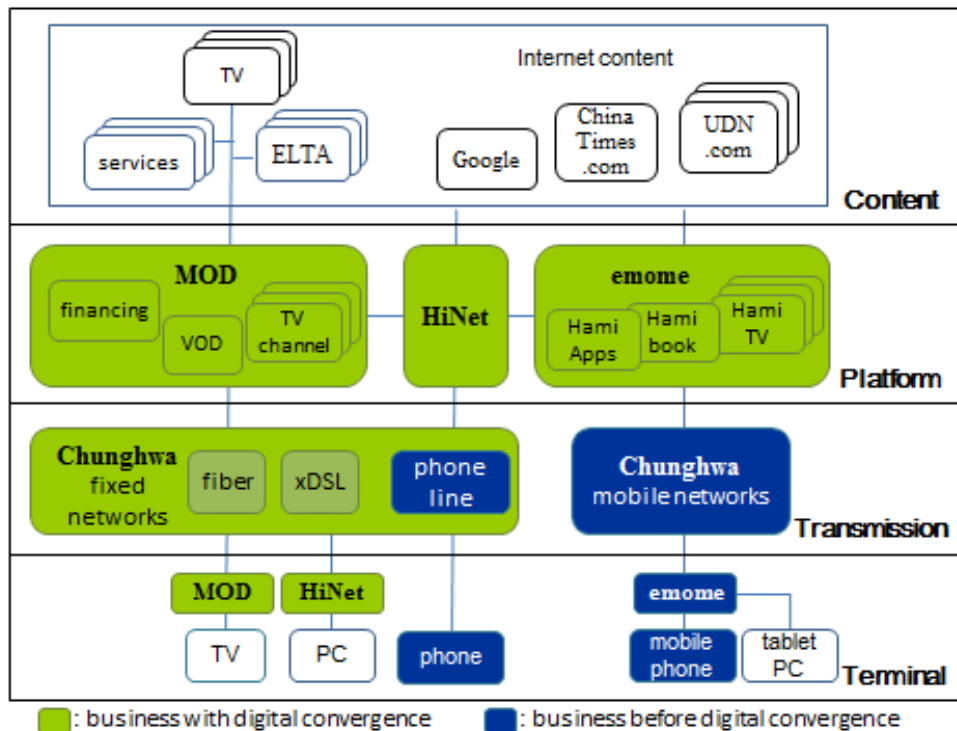 Internet content
TV
services
ELTA
Google
China
Times
.com
UDN
.com
Content
MOD
financing
VOD
TV
channel
HiNet
emome
Hami
Apps
Hami
book
Hami
TV
Platform
Chunghwa
fixed
networks
fiber
xDSL
phone
line
Chunghwa
mobile networks
Transmission
MOD
HiNet
emome
TV
PC
phone
mobile
phone
tablet
PC
Terminal
: business with digital convergence
: business before digital convergence